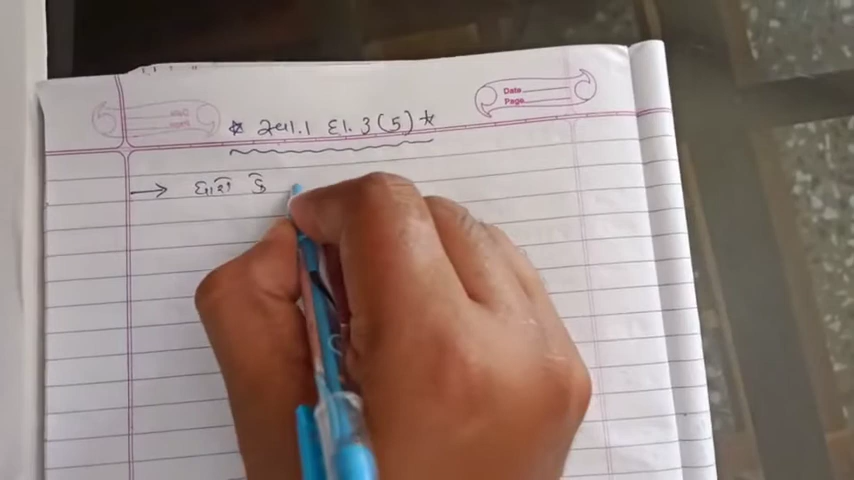 Date
Page
* સ્વા.1 દા.3(5) *
→ ધારો કે